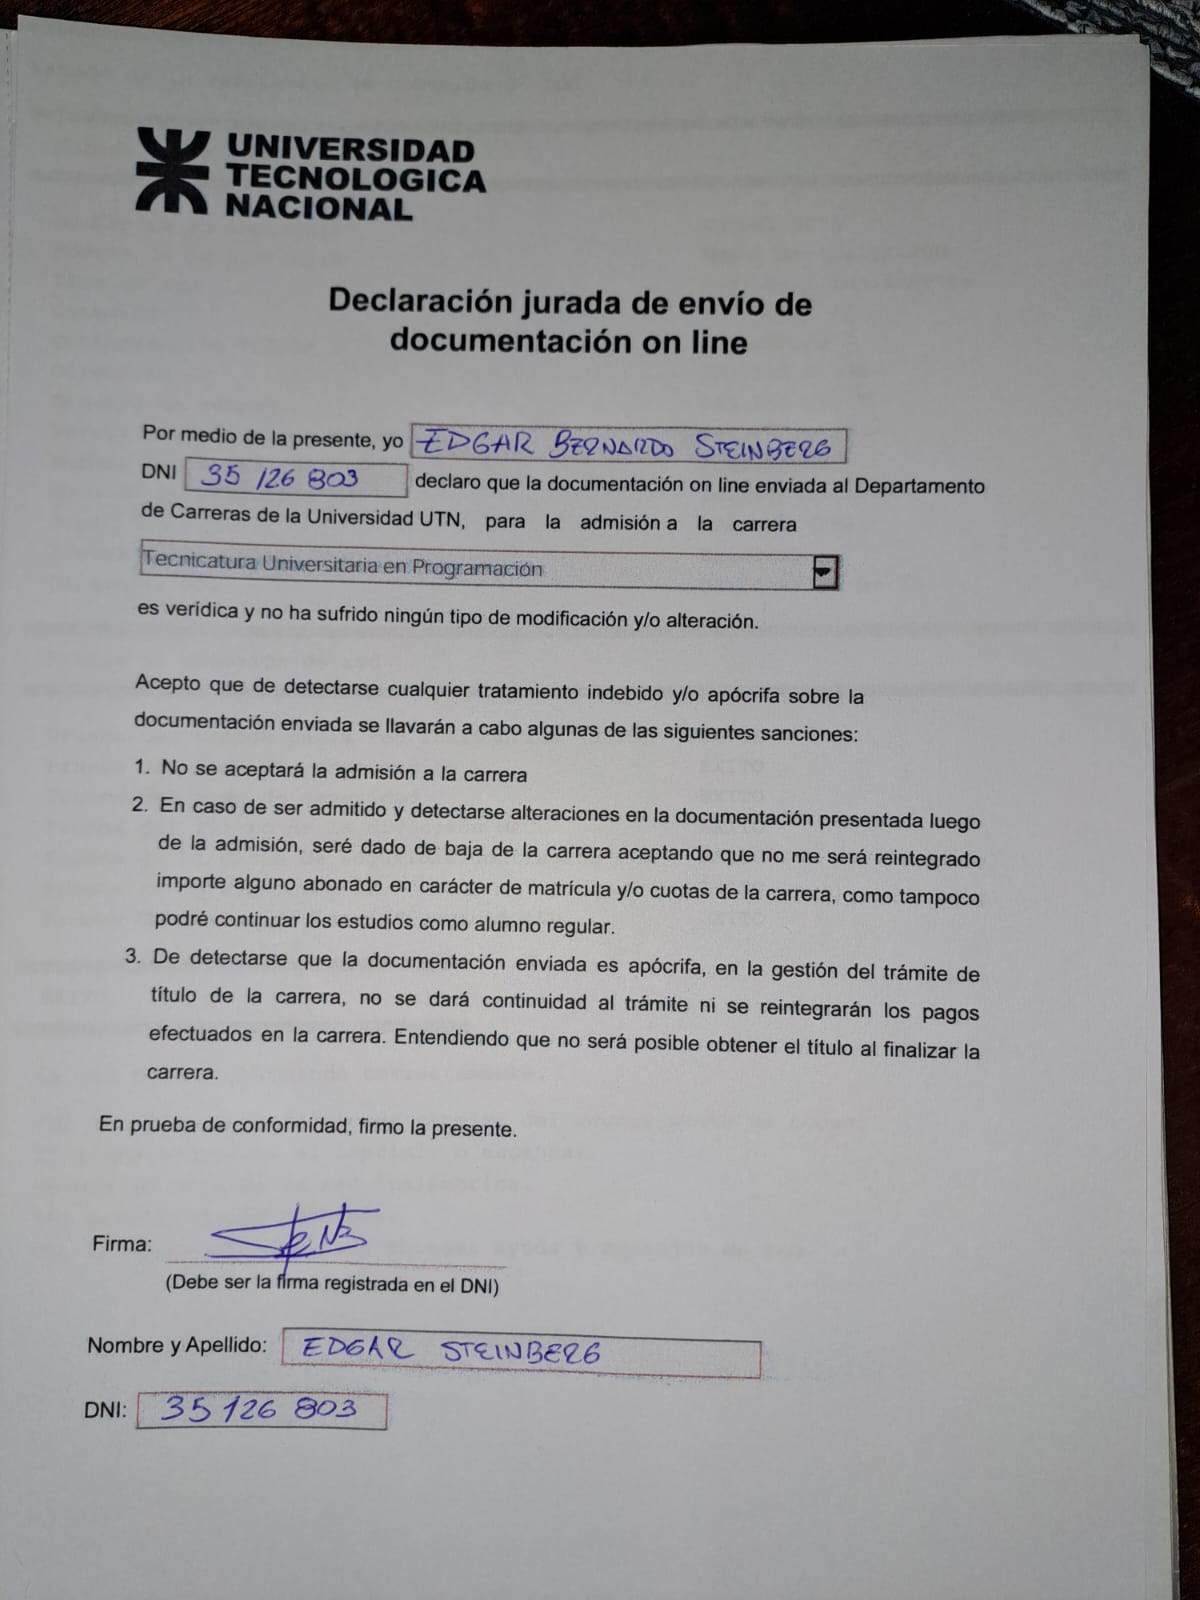 UNIVERSIDAD
TECNOLOGICA
NACIONAL
Declaración jurada de envío de
documentación on line
Por medio de la presente, yo EDGAR BERNARDO STEINBERG
DNI 35 126 803 declaro que la documentación on line enviada al Departamento
de Carreras de la Universidad UTN, para la admisión a la carrera
Tecnicatura Universitaria en Programación
es verídica y no ha sufrido ningún tipo de modificación y/o alteración.
Acepto que de detectarse cualquier tratamiento indebido y/o apócrifa sobre la
documentación enviada se llavarán a cabo algunas de las siguientes sanciones:
1. No se aceptará la admisión a la carrera
2. En caso de ser admitido y detectarse alteraciones en la documentación presentada luego
de la admisión, seré dado de baja de la carrera aceptando que no me será reintegrado
importe alguno abonado en carácter de matrícula y/o cuotas de la carrera, como tampoco
podré continuar los estudios como alumno regular.
3. De detectarse que la documentación enviada es apócrifa, en la gestión del trámite de
título de la carrera, no se dará continuidad al trámite ni se reintegrarán los pagos
efectuados en la carrera. Entendiendo que no será posible obtener el título al finalizar la
carrera.
En prueba de conformidad, firmo la presente.
Firma:
(Debe ser la firma registrada en el DNI)
Nombre y Apellido: EDGAR STEINBERG
DNI: 35 126 803